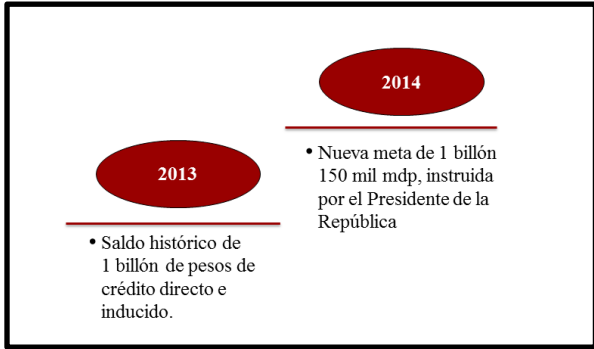 2013
• Saldo histórico de
1 billón de pesos de
crédito directo e
inducido.
2014
• Nueva meta de 1 billón
150 mil mdp, instruida
por el Presidente de la
República